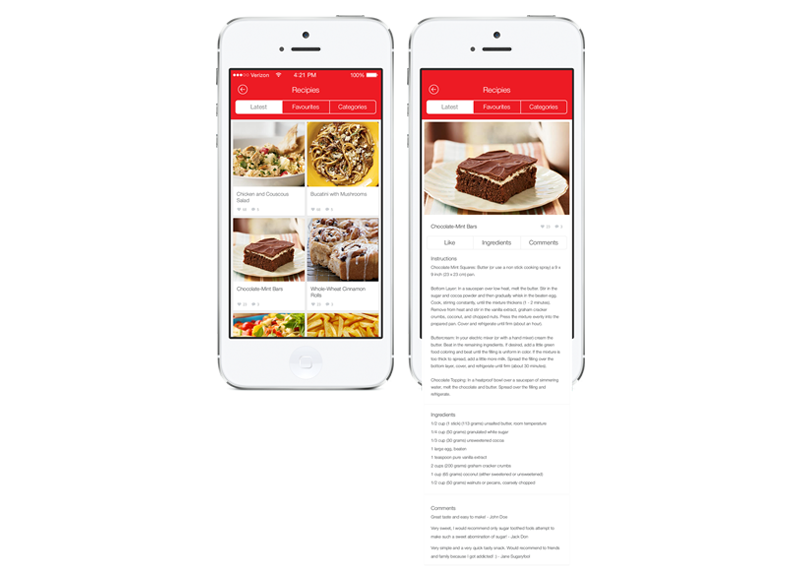 Verizon 4:21 PM 100%
Recipies
Latest Favourites Categories
Chicken and Couscous
Salad
Bucatini with Mushrooms
Chocolate-Mint Bars
Whole-Wheat Cinnamon
Rolls
Recipies
Latest Favourites Categories
Chocolate-Mint Bars
Like Ingredients Comments
Instructions
Chocolate Mint Squares: Butter (or use a non stick cooking spray) a 9 x
9 inch (23 x 23 cm) pan.
Bottom Layer: In a saucepan over low heat, melt the butter. Stir in the
sugar and cocoa powder and then gradually whisk in the beaten egg.
Cook, stirring constantly, until the mixture thickens (1 - 2 minutes).
Remove from heat and stir in the vanilla extract, graham cracker
crumbs, coconut, and chopped nuts. Press the mixture evenly into the
prepared pan. Cover and refrigerate until firm (about an hour).
Buttercream: In your electric mixer (or with a hand mixer) cream the
butter. Beat in the remaining ingredients. If desired, add a little green
food coloring and beat until the filling is uniform in color. If the mixture is
too thick to spread, add a little more milk. Spread the filling over the
bottom layer, cover, and refrigerate until firm (about 30 minutes).
Chocolate Topping: In a heatproof bowl over a saucepan of simmering
water, melt the chocolate and butter. Spread over the filling and
refrigerate.
Ingredients
1/2 cup (1 stick) (113 grams) unsalted butter, room temperature
1/4 cup (50 grams) granulated white sugar
1/3 cup (30 grams) unsweetened cocoa
1 large egg, beaten
1 teaspoon pure vanilla extract
2 cups (200 grams) graham cracker crumbs
1 cup (65 grams) coconut (either sweetened or unsweetened)
1/2 cup (50 grams) walnuts or pecans, coarsely chopped
Comments
Great taste and easy to make! - John Doe
Very sweet, I would recommend only sugar toothed fools attempt to
make such a sweet abomination of sugar! - Jack Don
Very simple and a very quick tasty snack. Would recommend to friends
and family because I got addicted! :) - Jane